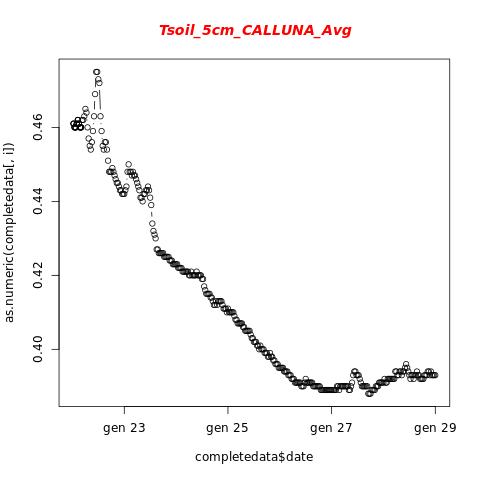 Tsoil_5cm_CALLUNA_Avg
as.numeric(completedata[, i])
0.46
0.44
0.42
0.40
gen 23 gen 25 gen 27 gen 29
completedata$date